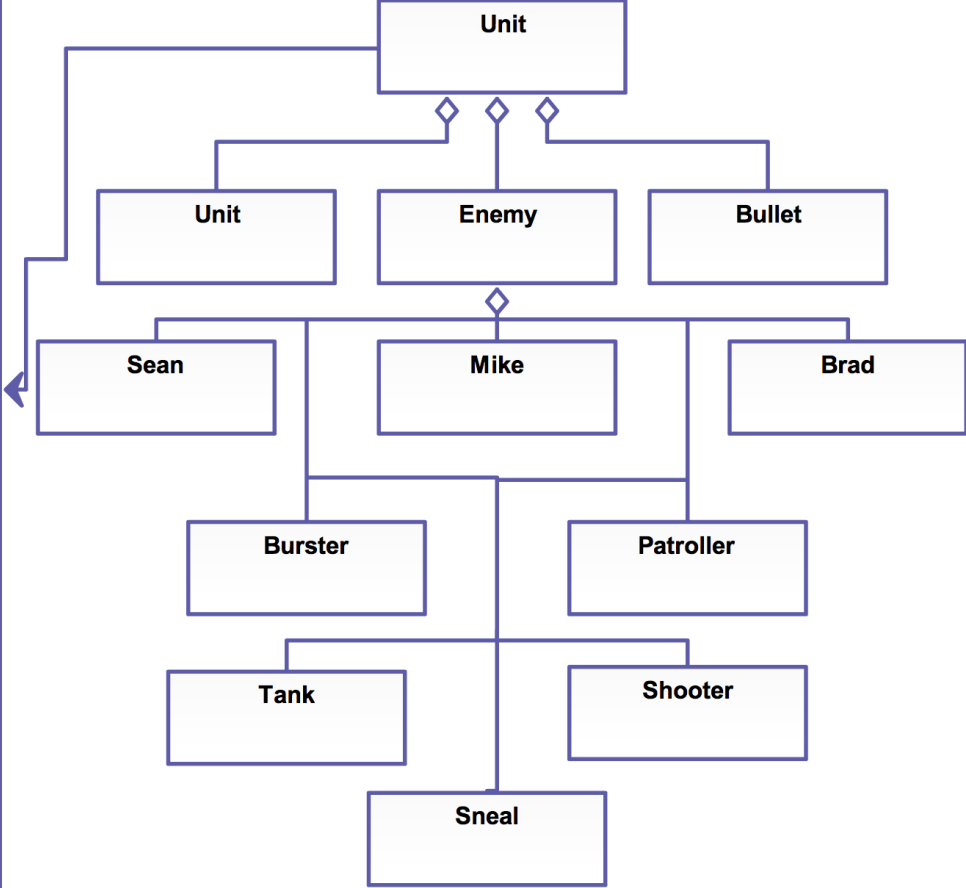 Unit
Unit
Enemy
Bullet
Sean
Mike
Brad
Burster
Patroller
Tank
Shooter
Sneal